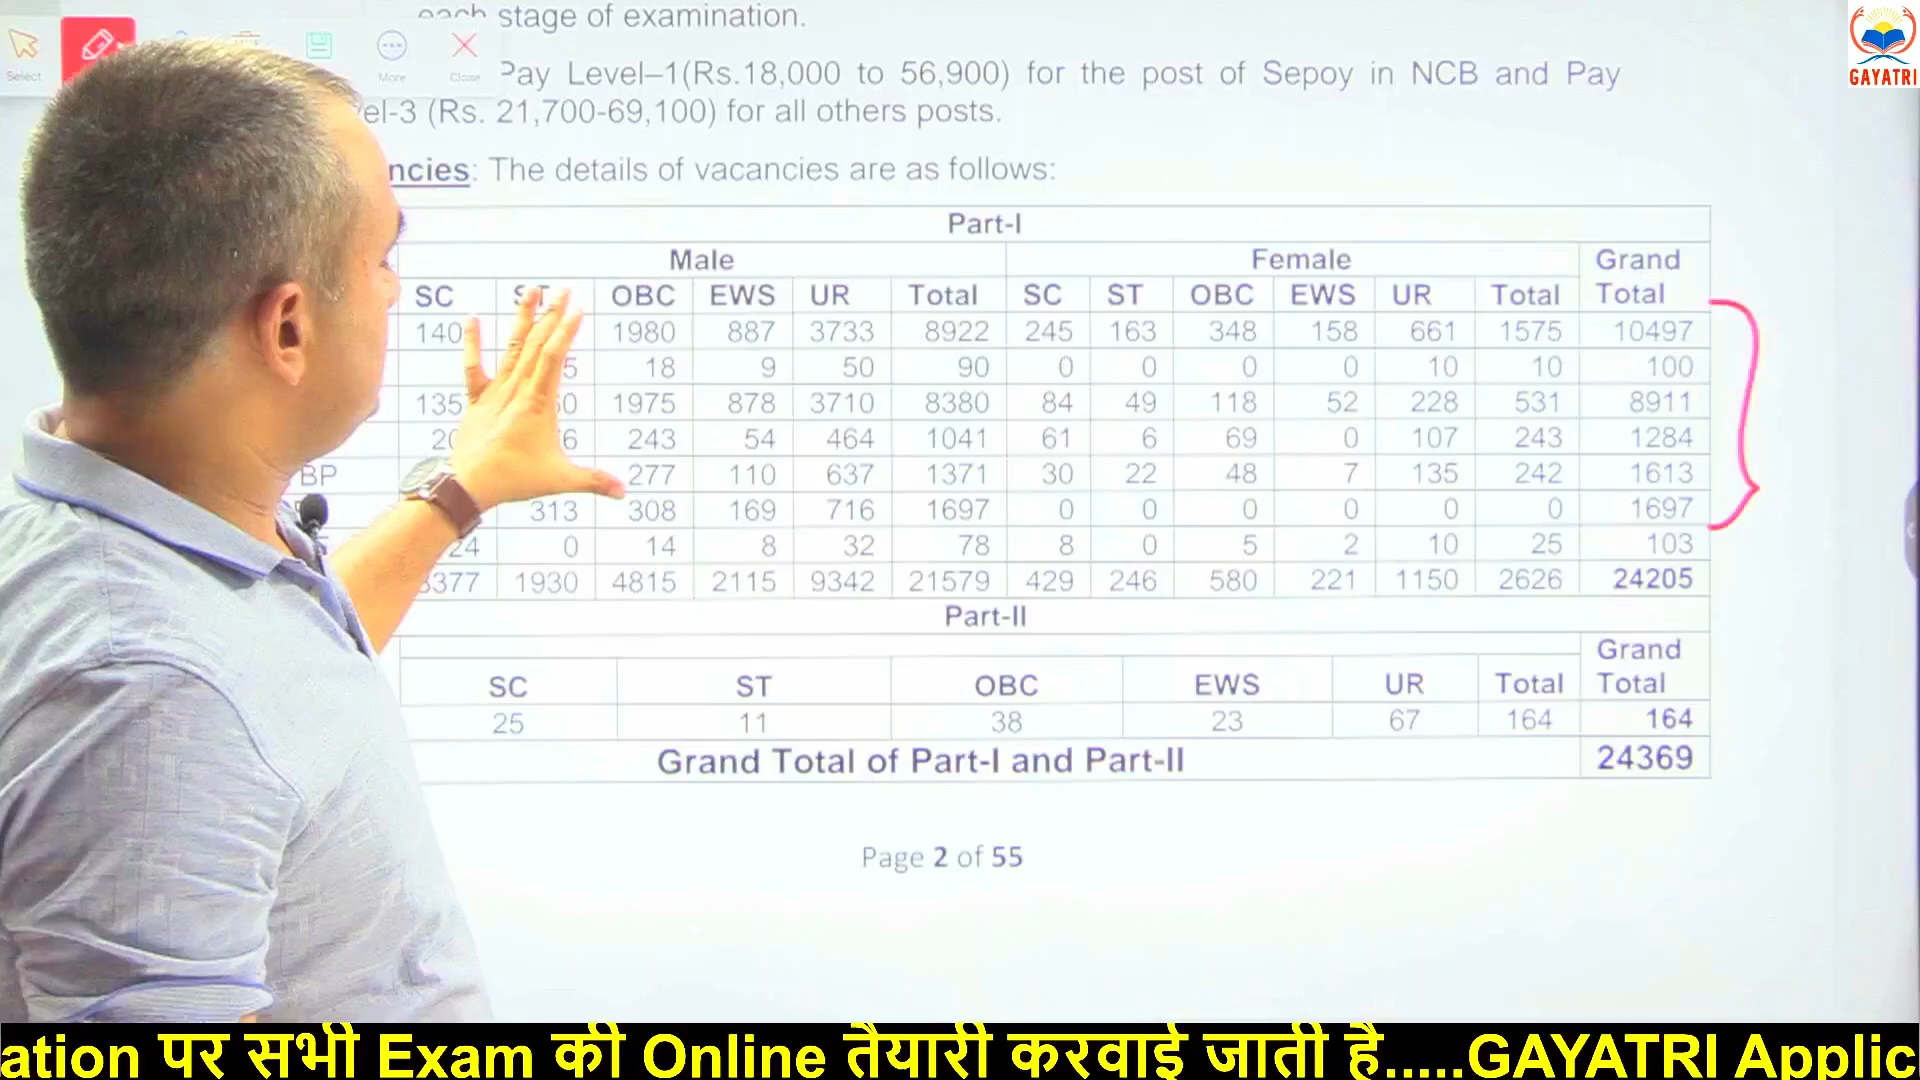 each stage of examination.
Select
More
Close
GAYATRI
Pay Level–1(Rs.18,000 to 56,900) for the post of Sepoy in NCB and Pay
el-3 (Rs. 21,700-69,100) for all others posts.
ncies: The details of vacancies are as follows:
Part-I
Male Female Grand Total
SC ST OBC EWS UR Total SC ST OBC EWS UR Total
140 1980 887 3733 8922 245 163 348 158 661 1575 10497
5 18 9 50 90 0 0 0 0 10 10 100
135 0 1975 878 3710 8380 84 49 118 52 228 531 8911
20 6 243 54 464 1041 61 6 69 0 107 243 1284
BP 277 110 637 1371 30 22 48 7 135 242 1613
313 308 169 716 1697 0 0 0 0 0 0 1697
24 0 14 8 32 78 8 0 5 2 10 25 103
3377 1930 4815 2115 9342 21579 429 246 580 221 1150 2626 24205
Part-II
SC ST OBC EWS UR Total Grand Total
25 11 38 23 67 164 164
Grand Total of Part-I and Part-II 24369
Page 2 of 55
ation पर सभी Exam की Online तैयारी करवाई जाती है.....GAYATRI Applic